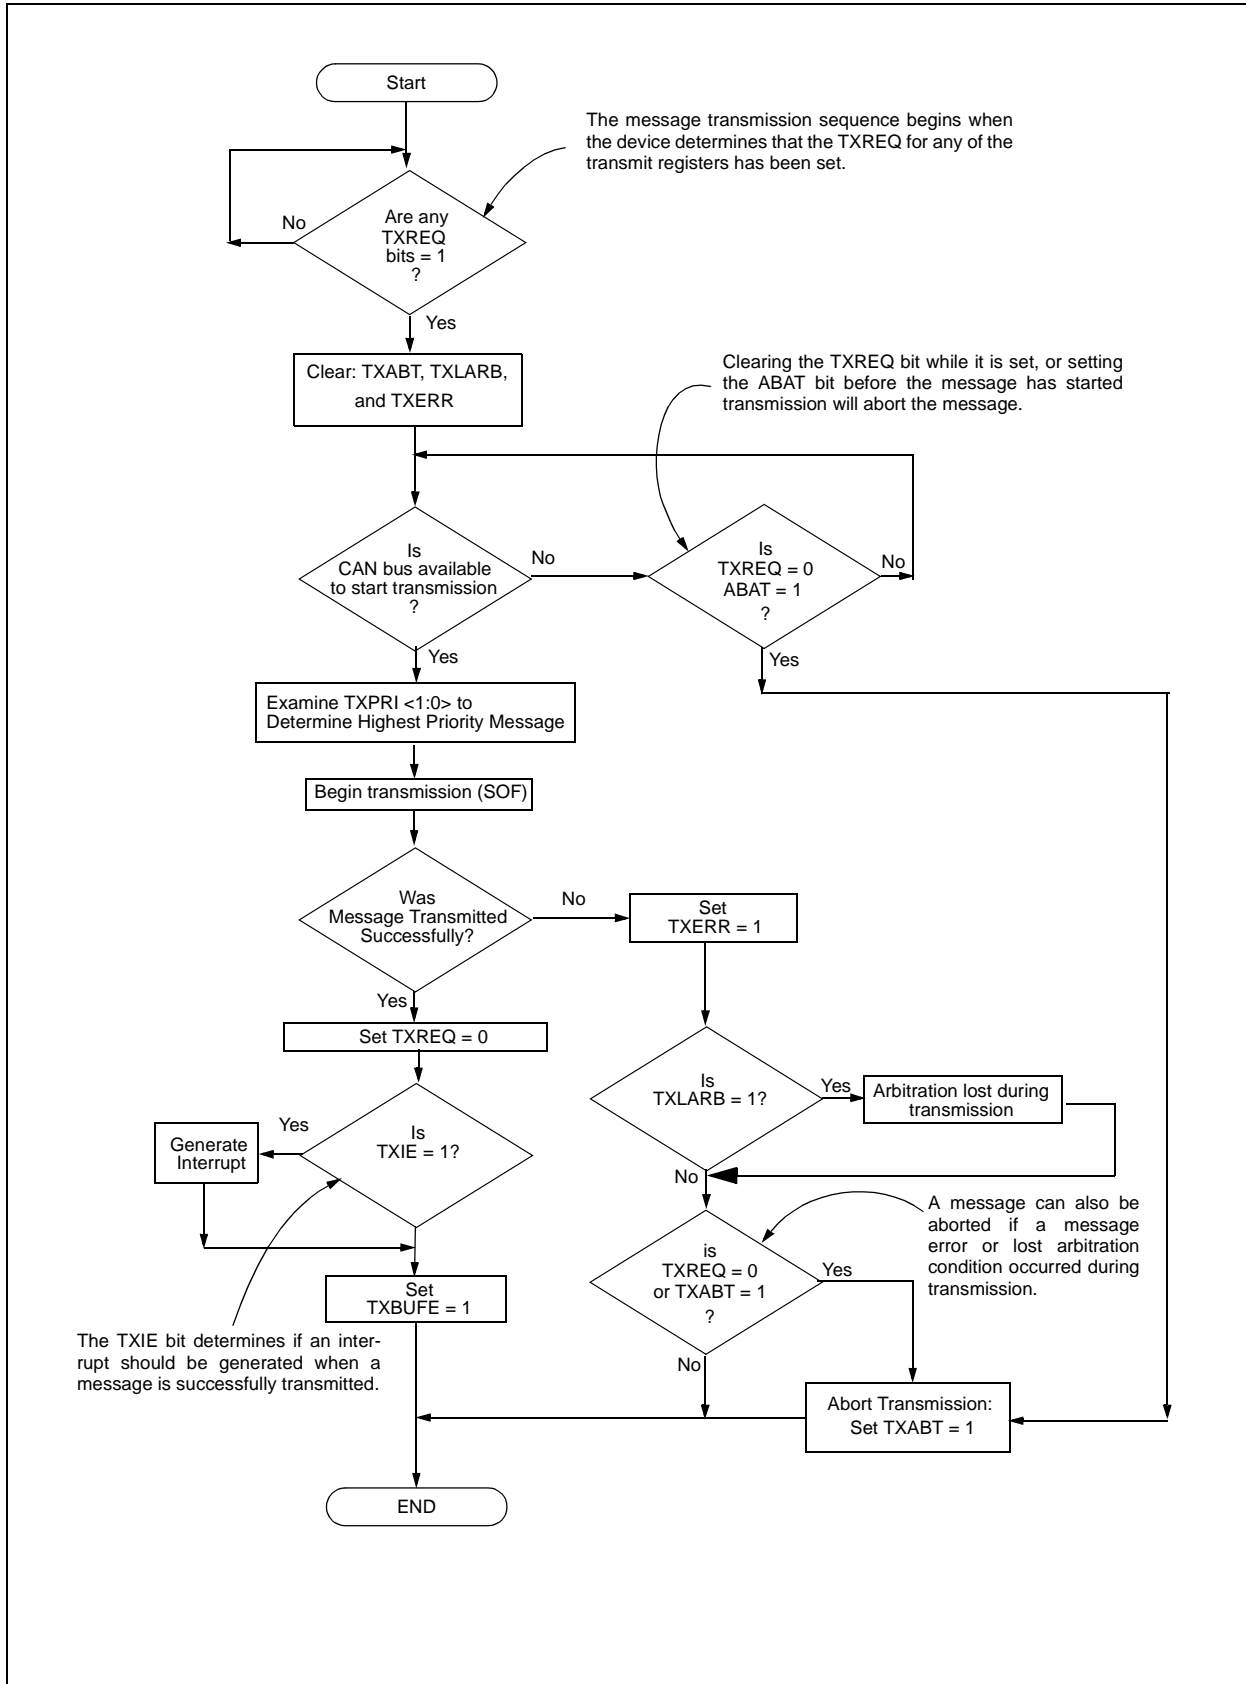 Start
The message transmission sequence begins when
the device determines that the TXREQ for any of the
transmit registers has been set.
No
Are any
TXREQ
bits = 1
?
Yes
Clear: TXABT, TXLARB,
and TXERR
Clearing the TXREQ bit while it is set, or setting
the ABAT bit before the message has started
transmission will abort the message.
Is
CAN bus available
to start transmission
?
No
Is
TXREQ = 0
ABAT = 1
?
No
Yes
Yes
Examine TXPRI <1:0> to
Determine Highest Priority Message
Begin transmission (SOF)
Was
Message Transmitted
Successfully?
No
Set
TXERR = 1
Yes
Set TXREQ = 0
Is
TXLARB = 1?
Yes
Arbitration lost during
transmission
Is
TXIE = 1?
Yes
Generate
Interrupt
No
A message can also be
aborted if a message
error or lost arbitration
condition occurred during
transmission.
is
TXREQ = 0
or TXABT = 1
?
Yes
Set
TXBUFE = 1
The TXIE bit determines if an inter-
rupt should be generated when a
message is successfully transmitted.
No
Abort Transmission:
Set TXABT = 1
END